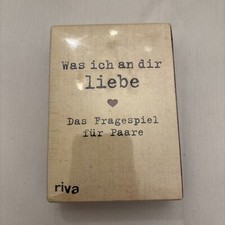 Was ich an dir
liebe
Das Fragespiel
für Paare
riva